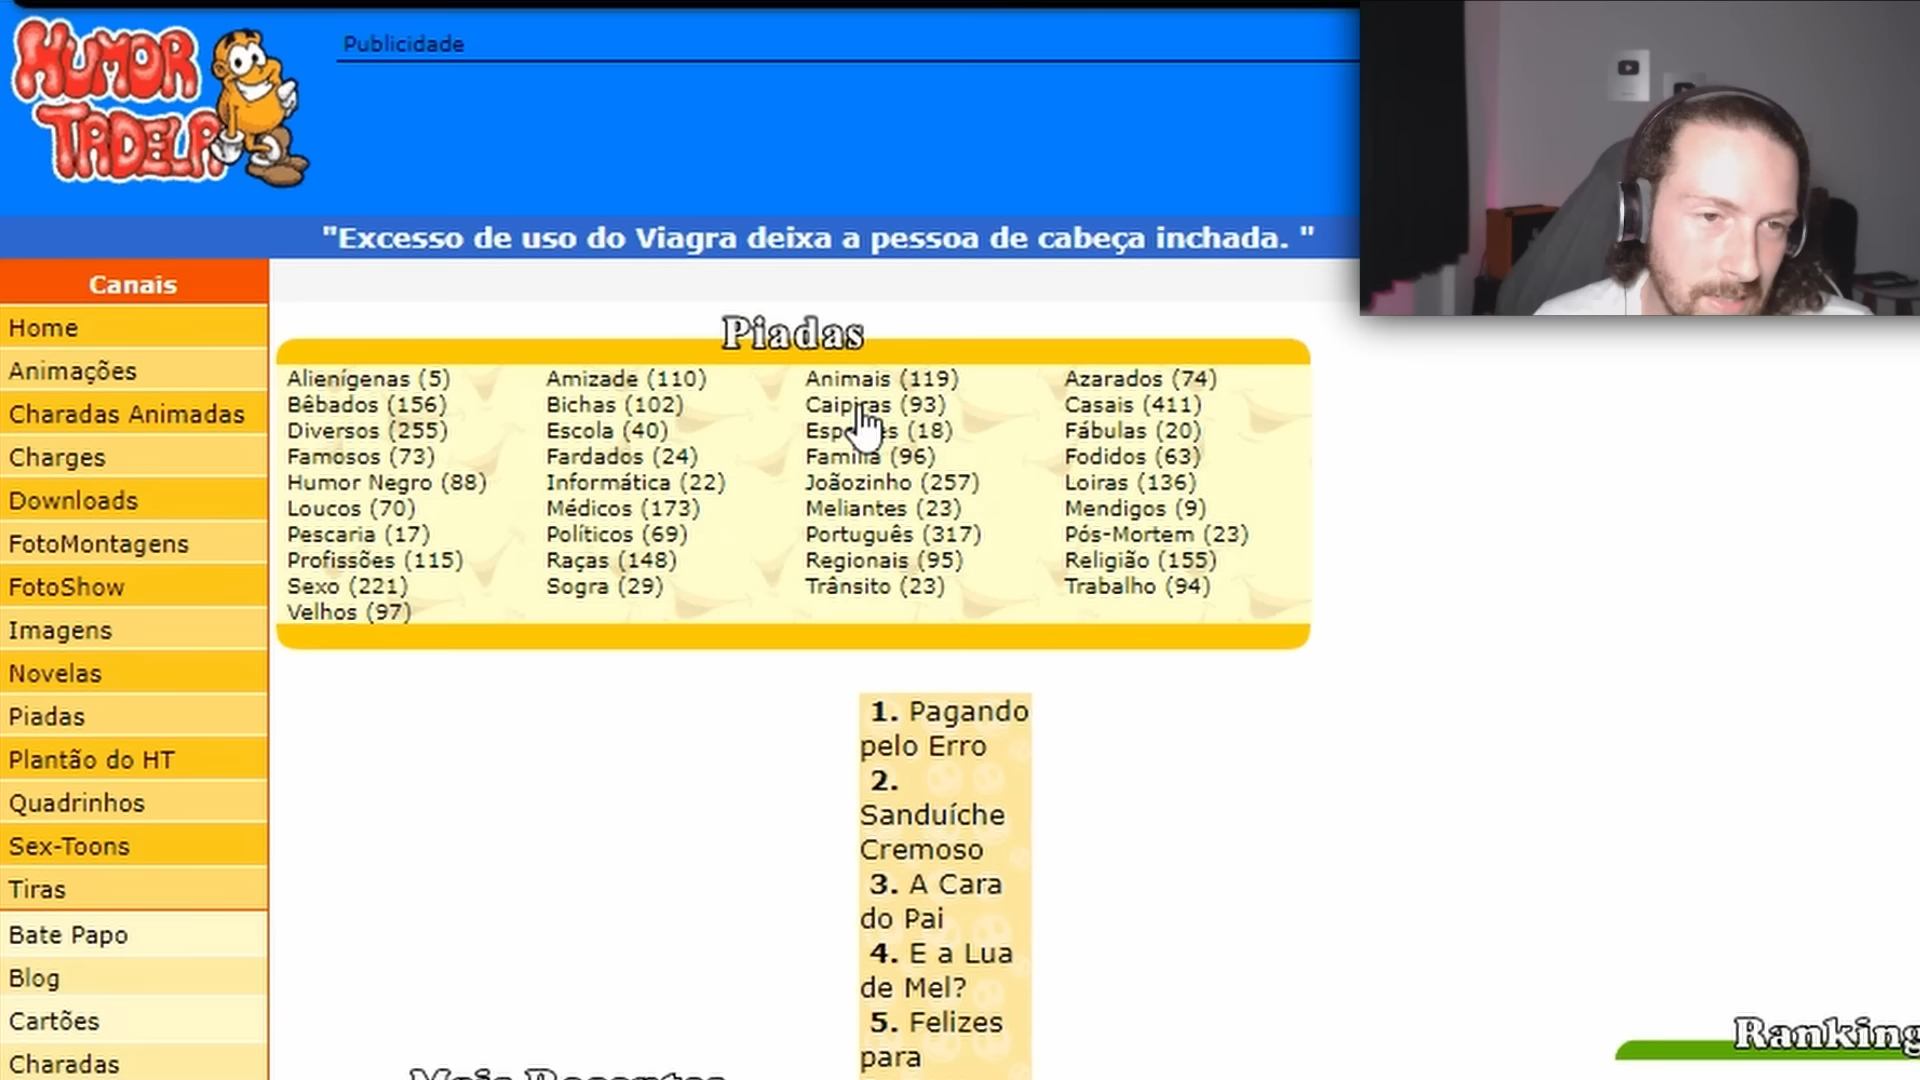 HUMOR
TADELA
Publicidade
"Excesso de uso do Viagra deixa a pessoa de cabeça inchada. "
Canais
Home
Animações
Charadas Animadas
Charges
Downloads
FotoMontagens
FotoShow
Imagens
Novelas
Piadas
Plantão do HT
Quadrinhos
Sex-Toons
Tiras
Bate Papo
Blog
Cartões
Charadas
Piadas
Alienígenas (5) Amizade (110) Animais (119) Azarados (74)
Bêbados (156) Bichas (102) Caipiras (93) Casais (411)
Diversos (255) Escola (40) Esportes (18) Fábulas (20)
Famosos (73) Fardados (24) Família (96) Fodidos (63)
Humor Negro (88) Informática (22) Joãozinho (257) Loiras (136)
Loucos (70) Médicos (173) Meliantes (23) Mendigos (9)
Pescaria (17) Políticos (69) Português (317) Pós-Mortem (23)
Profissões (115) Raças (148) Regionais (95) Religião (155)
Sexo (221) Sogra (29) Trânsito (23) Trabalho (94)
Velhos (97)
1. Pagando
pelo Erro
2.
Sanduíche
Cremoso
3. A Cara
do Pai
4. E a Lua
de Mel?
5. Felizes
para
Mais Recentes
Ranking